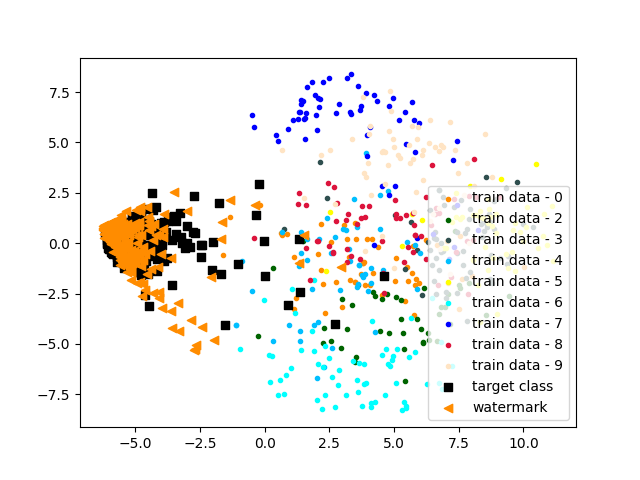 7.5
5.0
2.5
0.0
−2.5
−5.0
−7.5
−5.0
−2.5
0.0
2.5
5.0
7.5
10.0
train data - 0
train data - 2
train data - 3
train data - 4
train data - 5
train data - 6
train data - 7
train data - 8
train data - 9
target class
watermark